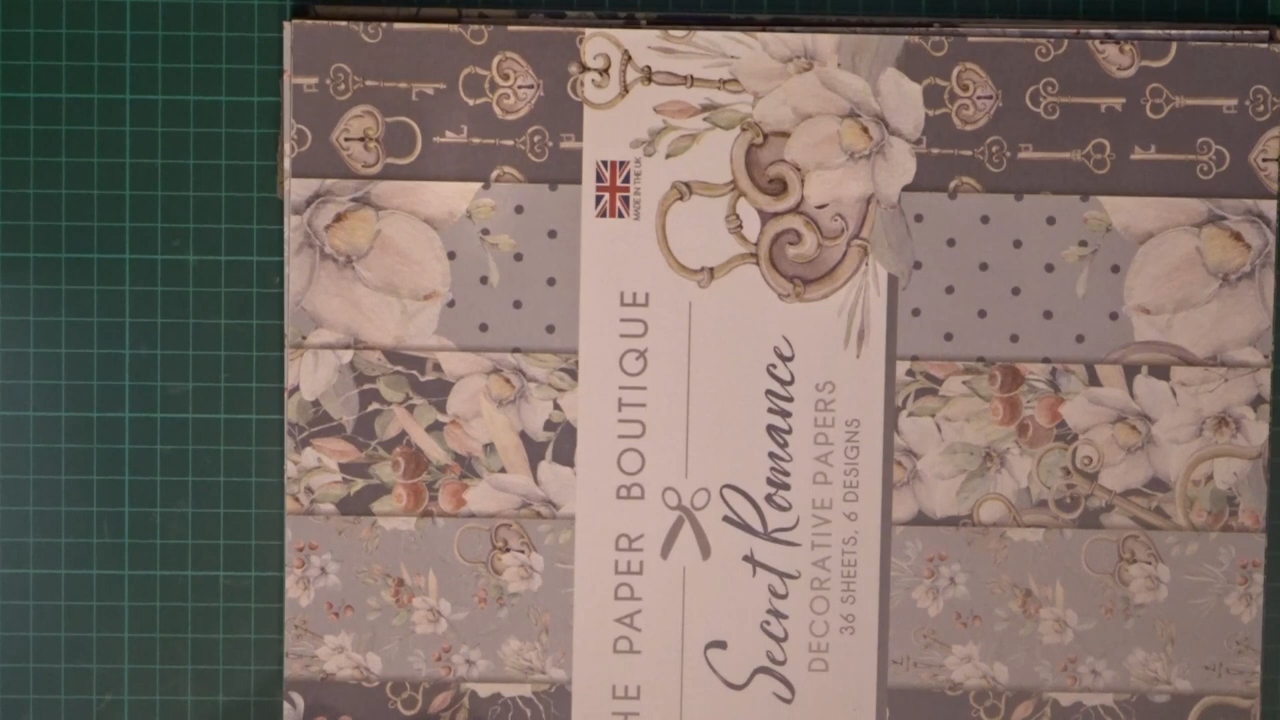 MADE IN THE UK
HE PAPER BOUTIQUE
Secret Romance
DECORATIVE PAPERS
36 SHEETS, 6 DESIGNS